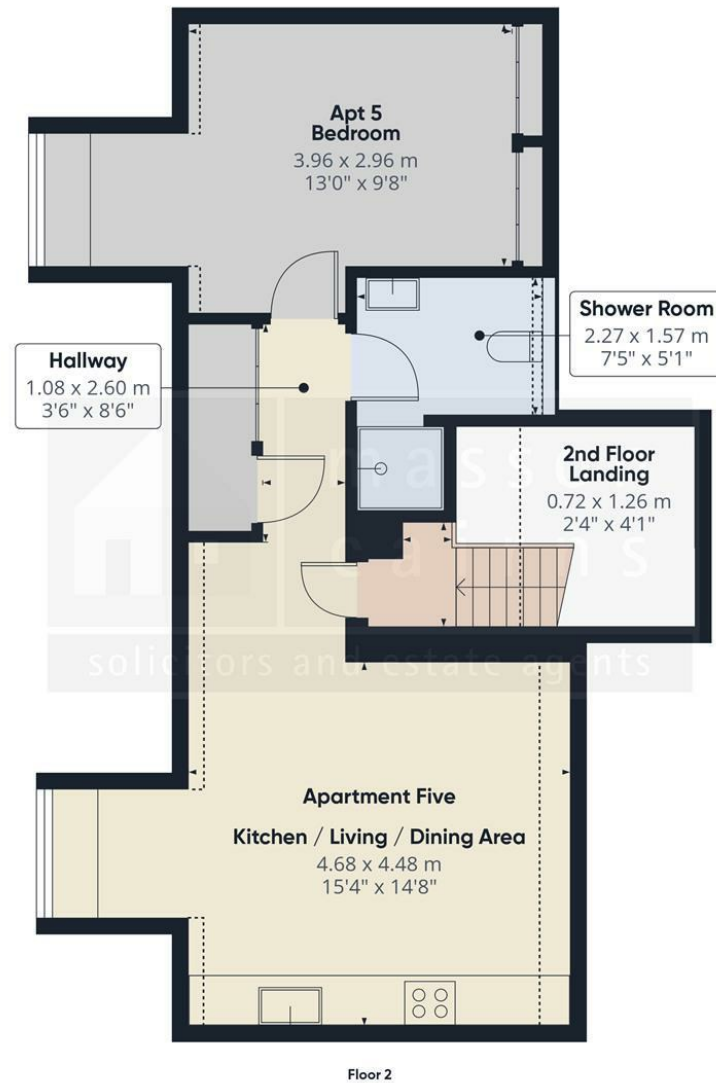 Apt 5
Bedroom
3.96 x 2.96 m
13'0" x 9'8"
Shower Room
2.27 x 1.57 m
7'5" x 5'1"
Hallway
1.08 x 2.60 m
3'6" x 8'6"
2nd Floor
Landing
0.72 x 1.26 m
2'4" x 4'1"
cairns
solicitors and estate agents
Apartment Five
Kitchen / Living / Dining Area
4.68 x 4.48 m
15'4" x 14'8"
Floor 2